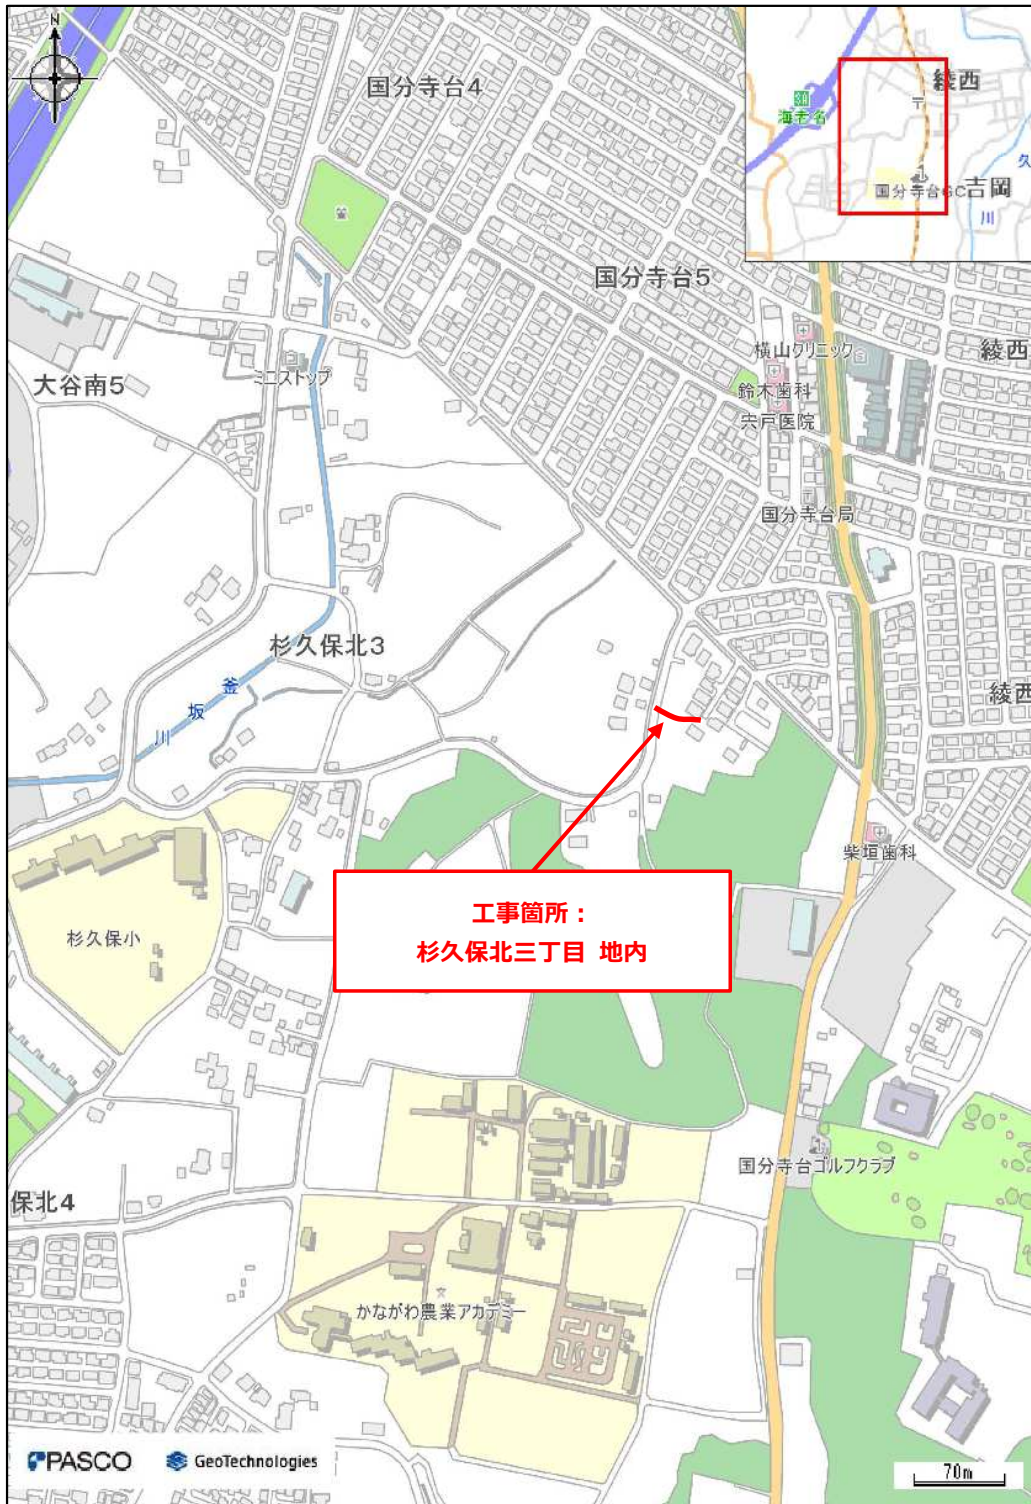 N
国分寺台4
綾西
海老名
国分寺台GC
吉岡
久
川
国分寺台5
横山クリニック
綾西
鈴木歯科
宍戸医院
ミニストップ
大谷南5
国分寺台局
杉久保北3
釜
坂
川
綾西
柴垣歯科
工事箇所：
杉久保北三丁目 地内
杉久保小
国分寺台ゴルフクラブ
保北4
かながわ農業アカデミー
PASCO
GeoTechnologies
70m